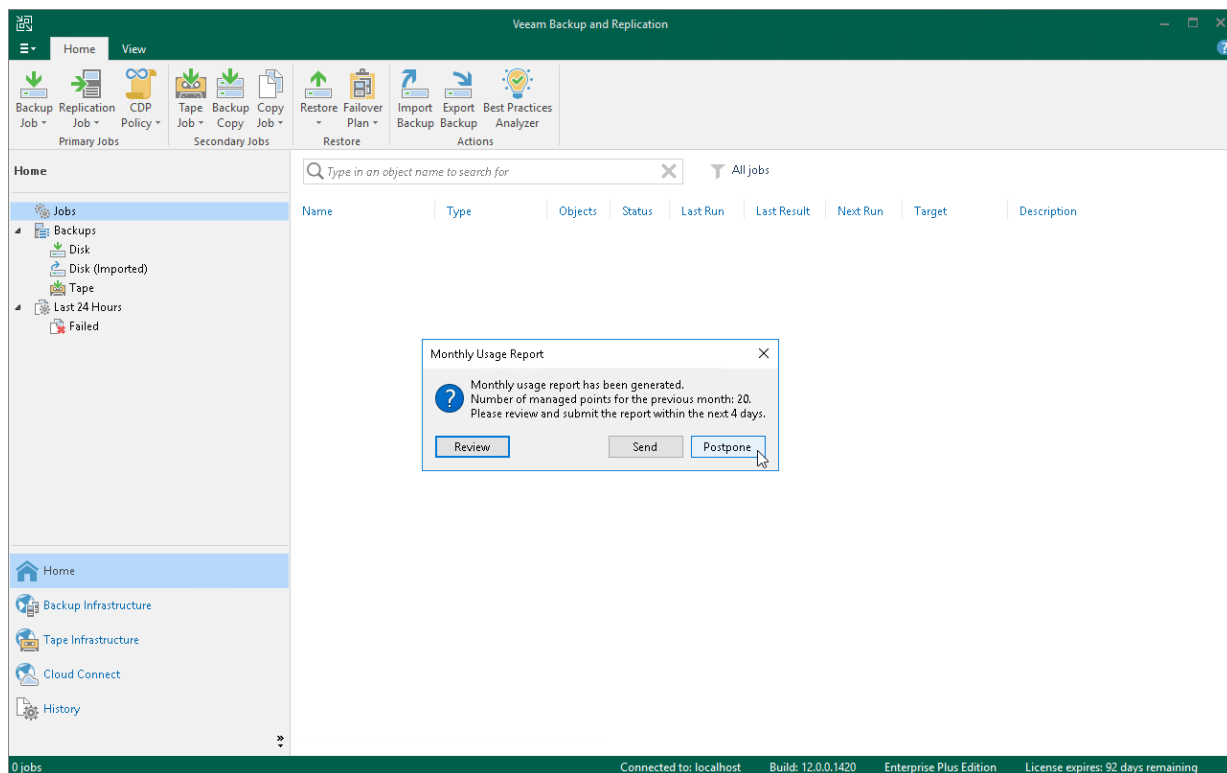 Veeam Backup and Replication
Home View
Backup Job Replication Job CDP Policy Tape Job Backup Copy Copy Job Restore Failover Plan Import Backup Export Backup Best Practices Analyzer
Primary Jobs Secondary Jobs Restore Actions
Home
Type in an object name to search for
All jobs
Name Type Objects Status Last Run Last Result Next Run Target Description
Jobs
Backups
Disk
Disk (Imported)
Tape
Last 24 Hours
Failed
Monthly Usage Report
Monthly usage report has been generated.
Number of managed points for the previous month: 20.
Please review and submit the report within the next 4 days.
Review Send Postpone
Home
Backup Infrastructure
Tape Infrastructure
Cloud Connect
History
0 jobs Connected to: localhost Build: 12.0.0.1420 Enterprise Plus Edition License expires: 92 days remaining